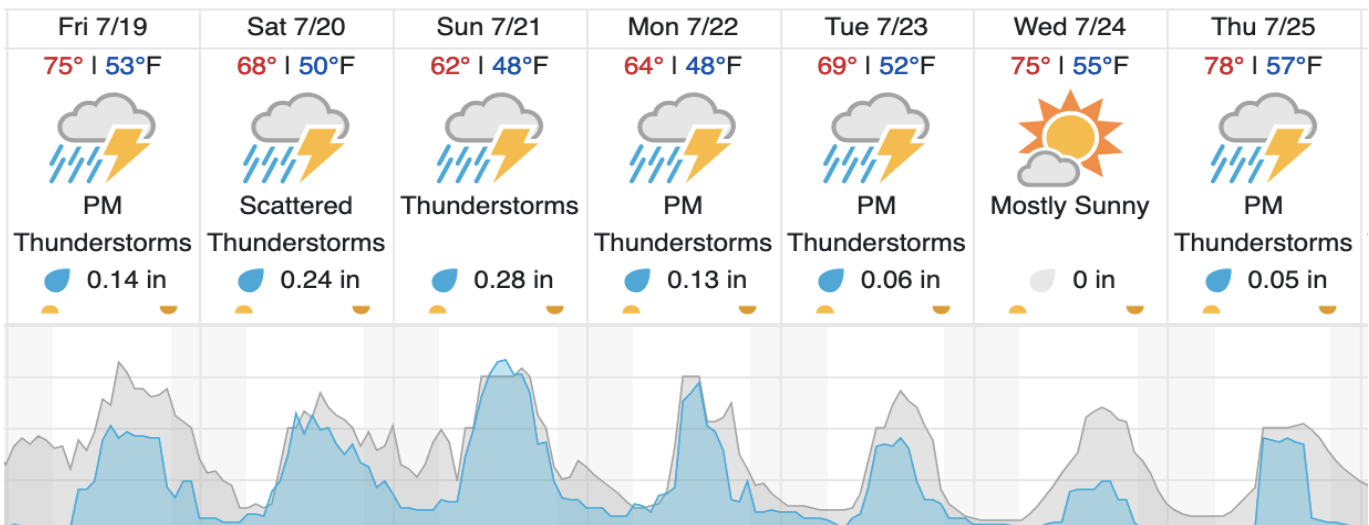 Fri 7/19 Sat 7/20 Sun 7/21 Mon 7/22 Tue 7/23 Wed 7/24 Thu 7/25
75° | 53°F 68° | 50°F 62° | 48°F 64° | 48°F 69° | 52°F 75° | 55°F 78° | 57°F
PM Scattered Thunderstorms PM PM Mostly Sunny PM
Thunderstorms Thunderstorms Thunderstorms Thunderstorms Thunderstorms
0.14 in 0.24 in 0.28 in 0.13 in 0.06 in 0 in 0.05 in